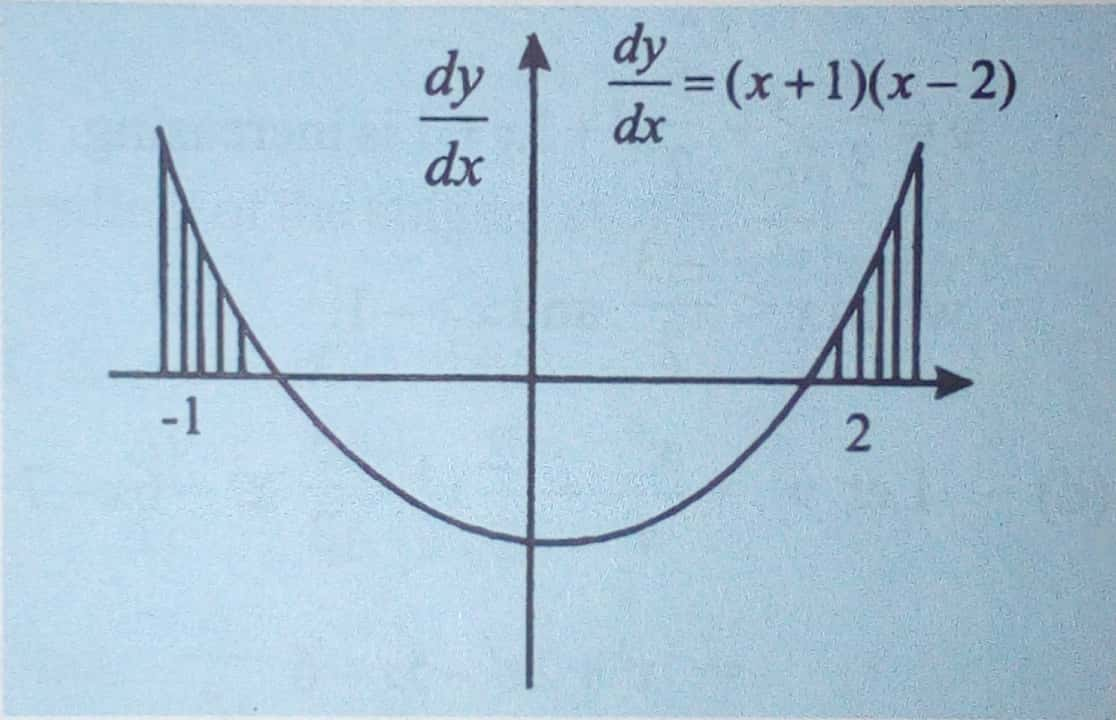 dy/dx
dy/dx = (x + 1)(x – 2)
-1
2